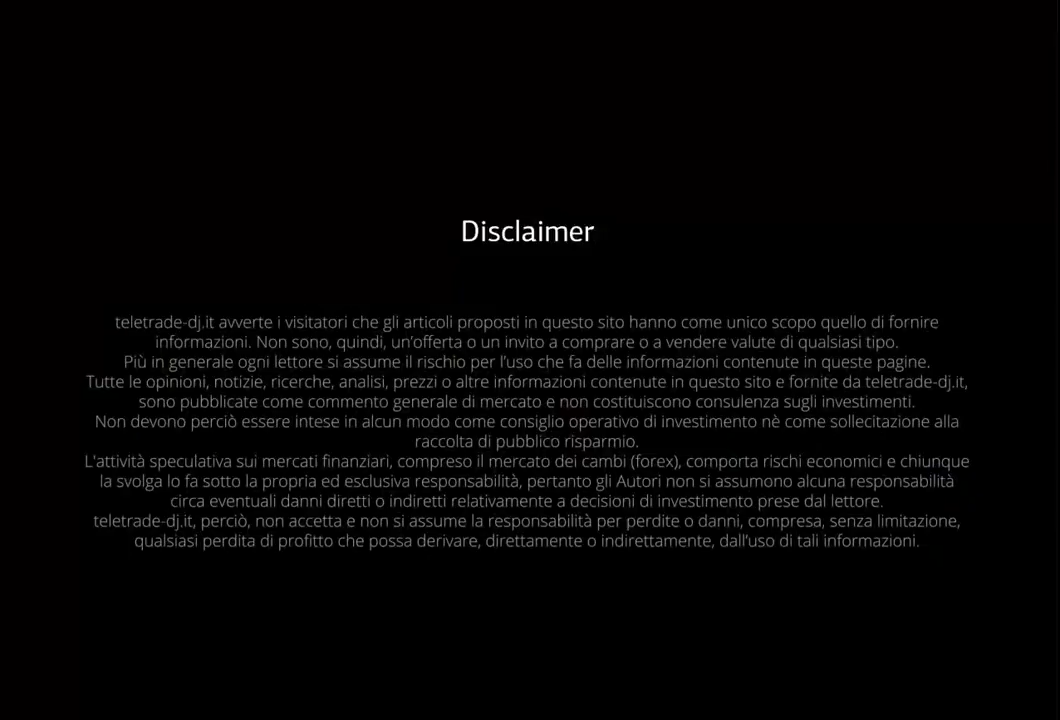 Disclaimer
teletrade-dj.it avverte i visitatori che gli articoli proposti in questo sito hanno come unico scopo quello di fornire
informazioni. Non sono, quindi, un'offerta o un invito a comprare o a vendere valute di qualsiasi tipo.
Più in generale ogni lettore si assume il rischio per l'uso che fa delle informazioni contenute in queste pagine.
Tutte le opinioni, notizie, ricerche, analisi, prezzi o altre informazioni contenute in questo sito e fornite da teletrade-dj.it,
sono pubblicate come commento generale di mercato e non costituiscono consulenza sugli investimenti.
Non devono perciò essere intese in alcun modo come consiglio operativo di investimento nè come sollecitazione alla
raccolta di pubblico risparmio.
L'attività speculativa sui mercati finanziari, compreso il mercato dei cambi (forex), comporta rischi economici e chiunque
la svolga lo fa sotto la propria ed esclusiva responsabilità, pertanto gli Autori non si assumono alcuna responsabilità
circa eventuali danni diretti o indiretti relativamente a decisioni di investimento prese dal lettore.
teletrade-dj.it, perciò, non accetta e non si assume la responsabilità per perdite o danni, compresa, senza limitazione,
qualsiasi perdita di profitto che possa derivare, direttamente o indirettamente, dall'uso di tali informazioni.